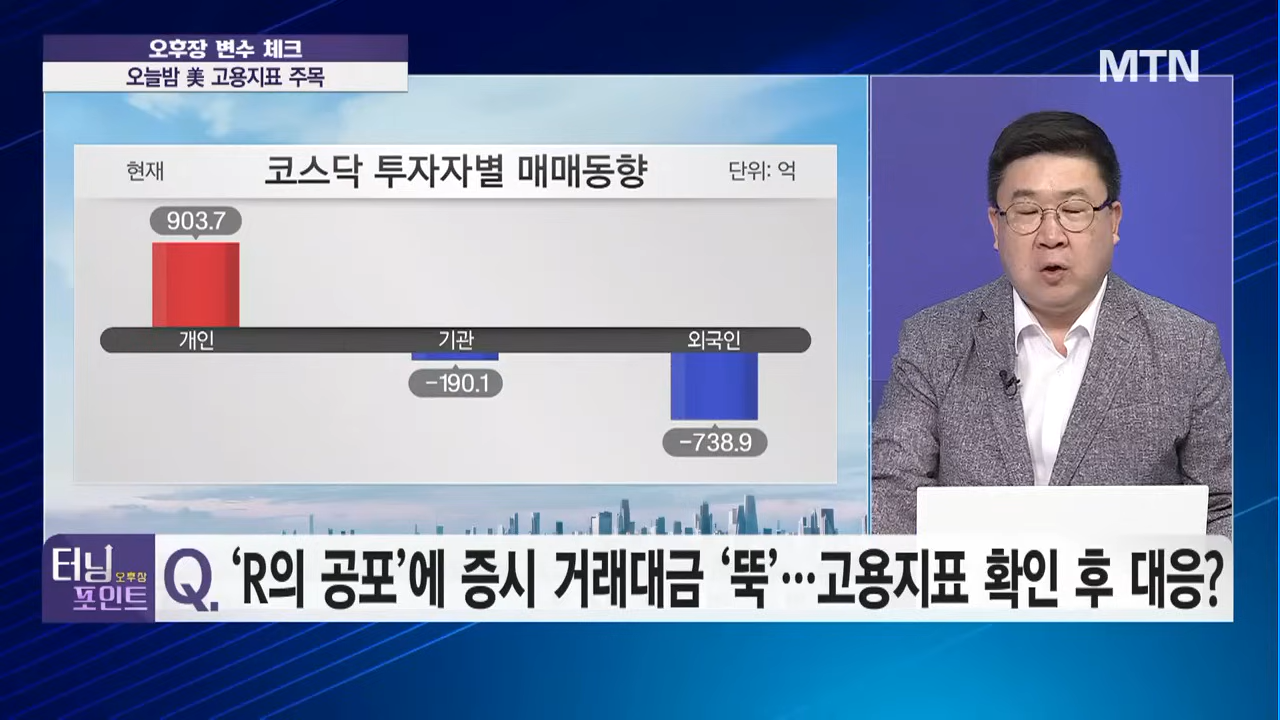 오후장 변수 체크
오늘밤 美 고용지표 주목
MTN
현재
코스닥 투자자별 매매동향
단위: 억
903.7
개인
기관
외국인
-190.1
-738.9
터닝
오후장
포인트
Q. ‘R의 공포’에 증시 거래대금 ‘뚝’…고용지표 확인 후 대응?